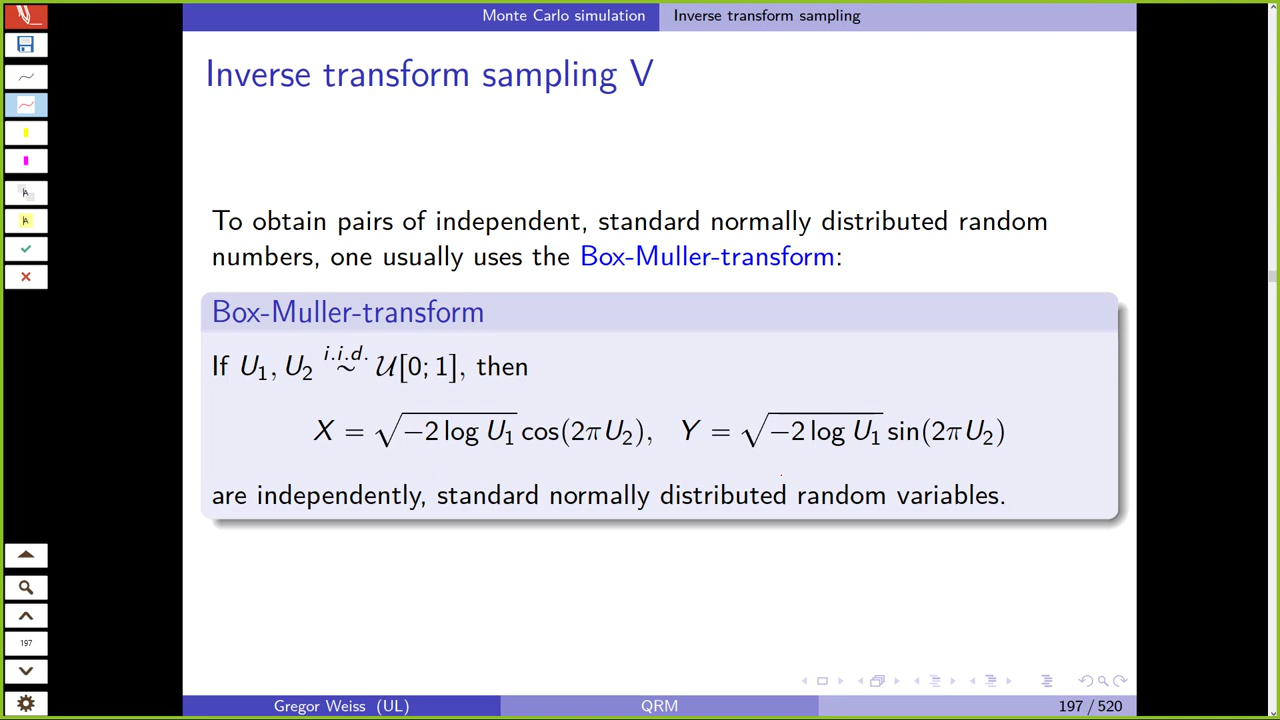 Monte Carlo simulation Inverse transform sampling
Inverse transform sampling V
To obtain pairs of independent, standard normally distributed random
numbers, one usually uses the Box-Muller-transform:
Box-Muller-transform
If U₁, U₂ i.i.d. ∼ 𝒰[0; 1], then
X = √(−2 log U₁) cos(2πU₂), Y = √(−2 log U₁) sin(2πU₂)
are independently, standard normally distributed random variables.
197
Gregor Weiss (UL) QRM 197 / 520